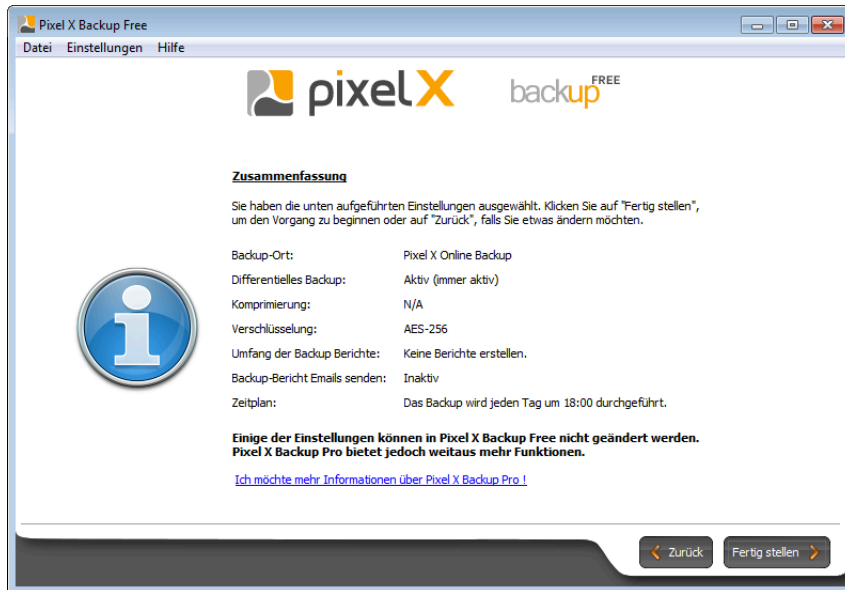 Pixel X Backup Free
Datei Einstellungen Hilfe
pixelX backupFREE
Zusammenfassung
Sie haben die unten aufgeführten Einstellungen ausgewählt. Klicken Sie auf "Fertig stellen",
um den Vorgang zu beginnen oder auf "Zurück", falls Sie etwas ändern möchten.
Backup-Ort: Pixel X Online Backup
Differentielles Backup: Aktiv (immer aktiv)
Komprimierung: N/A
Verschlüsselung: AES-256
Umfang der Backup Berichte: Keine Berichte erstellen.
Backup-Bericht Emails senden: Inaktiv
Zeitplan: Das Backup wird jeden Tag um 18:00 durchgeführt.
Einige der Einstellungen können in Pixel X Backup Free nicht geändert werden.
Pixel X Backup Pro bietet jedoch weitaus mehr Funktionen.
Ich möchte mehr Informationen über Pixel X Backup Pro !
Zurück Fertig stellen